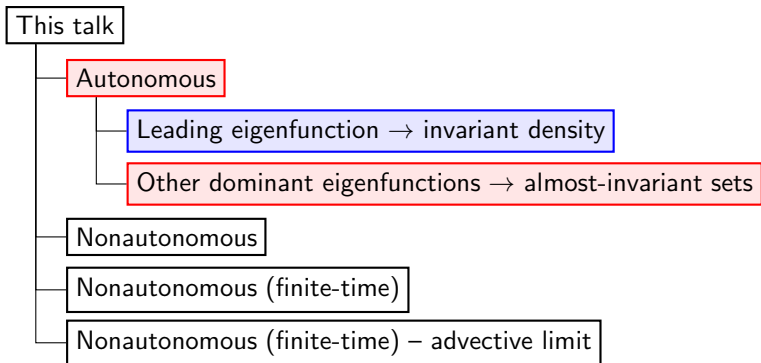 This talk
Autonomous
Leading eigenfunction → invariant density
Other dominant eigenfunctions → almost-invariant sets
Nonautonomous
Nonautonomous (finite-time)
Nonautonomous (finite-time) – advective limit